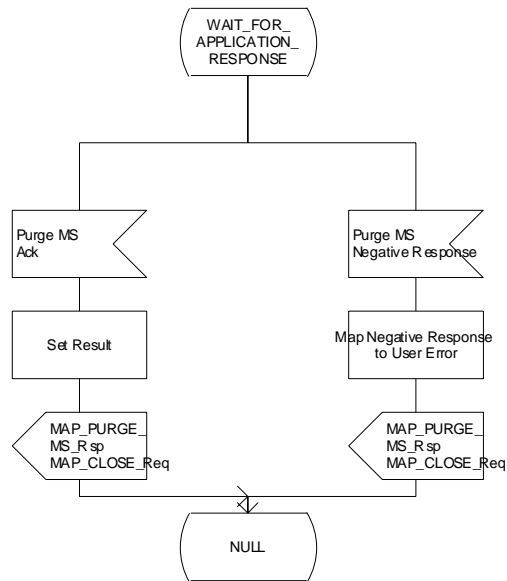 WAIT_FOR_
APPLICATION_
RESPONSE
Purge MS
Ack
Purge MS
Negative Response
Set Result
Map Negative Response
to User Error
MAP_PURGE_
MS_Rsp
MAP_CLOSE_Req
MAP_PURGE_
MS_Rsp
MAP_CLOSE_Req
NULL